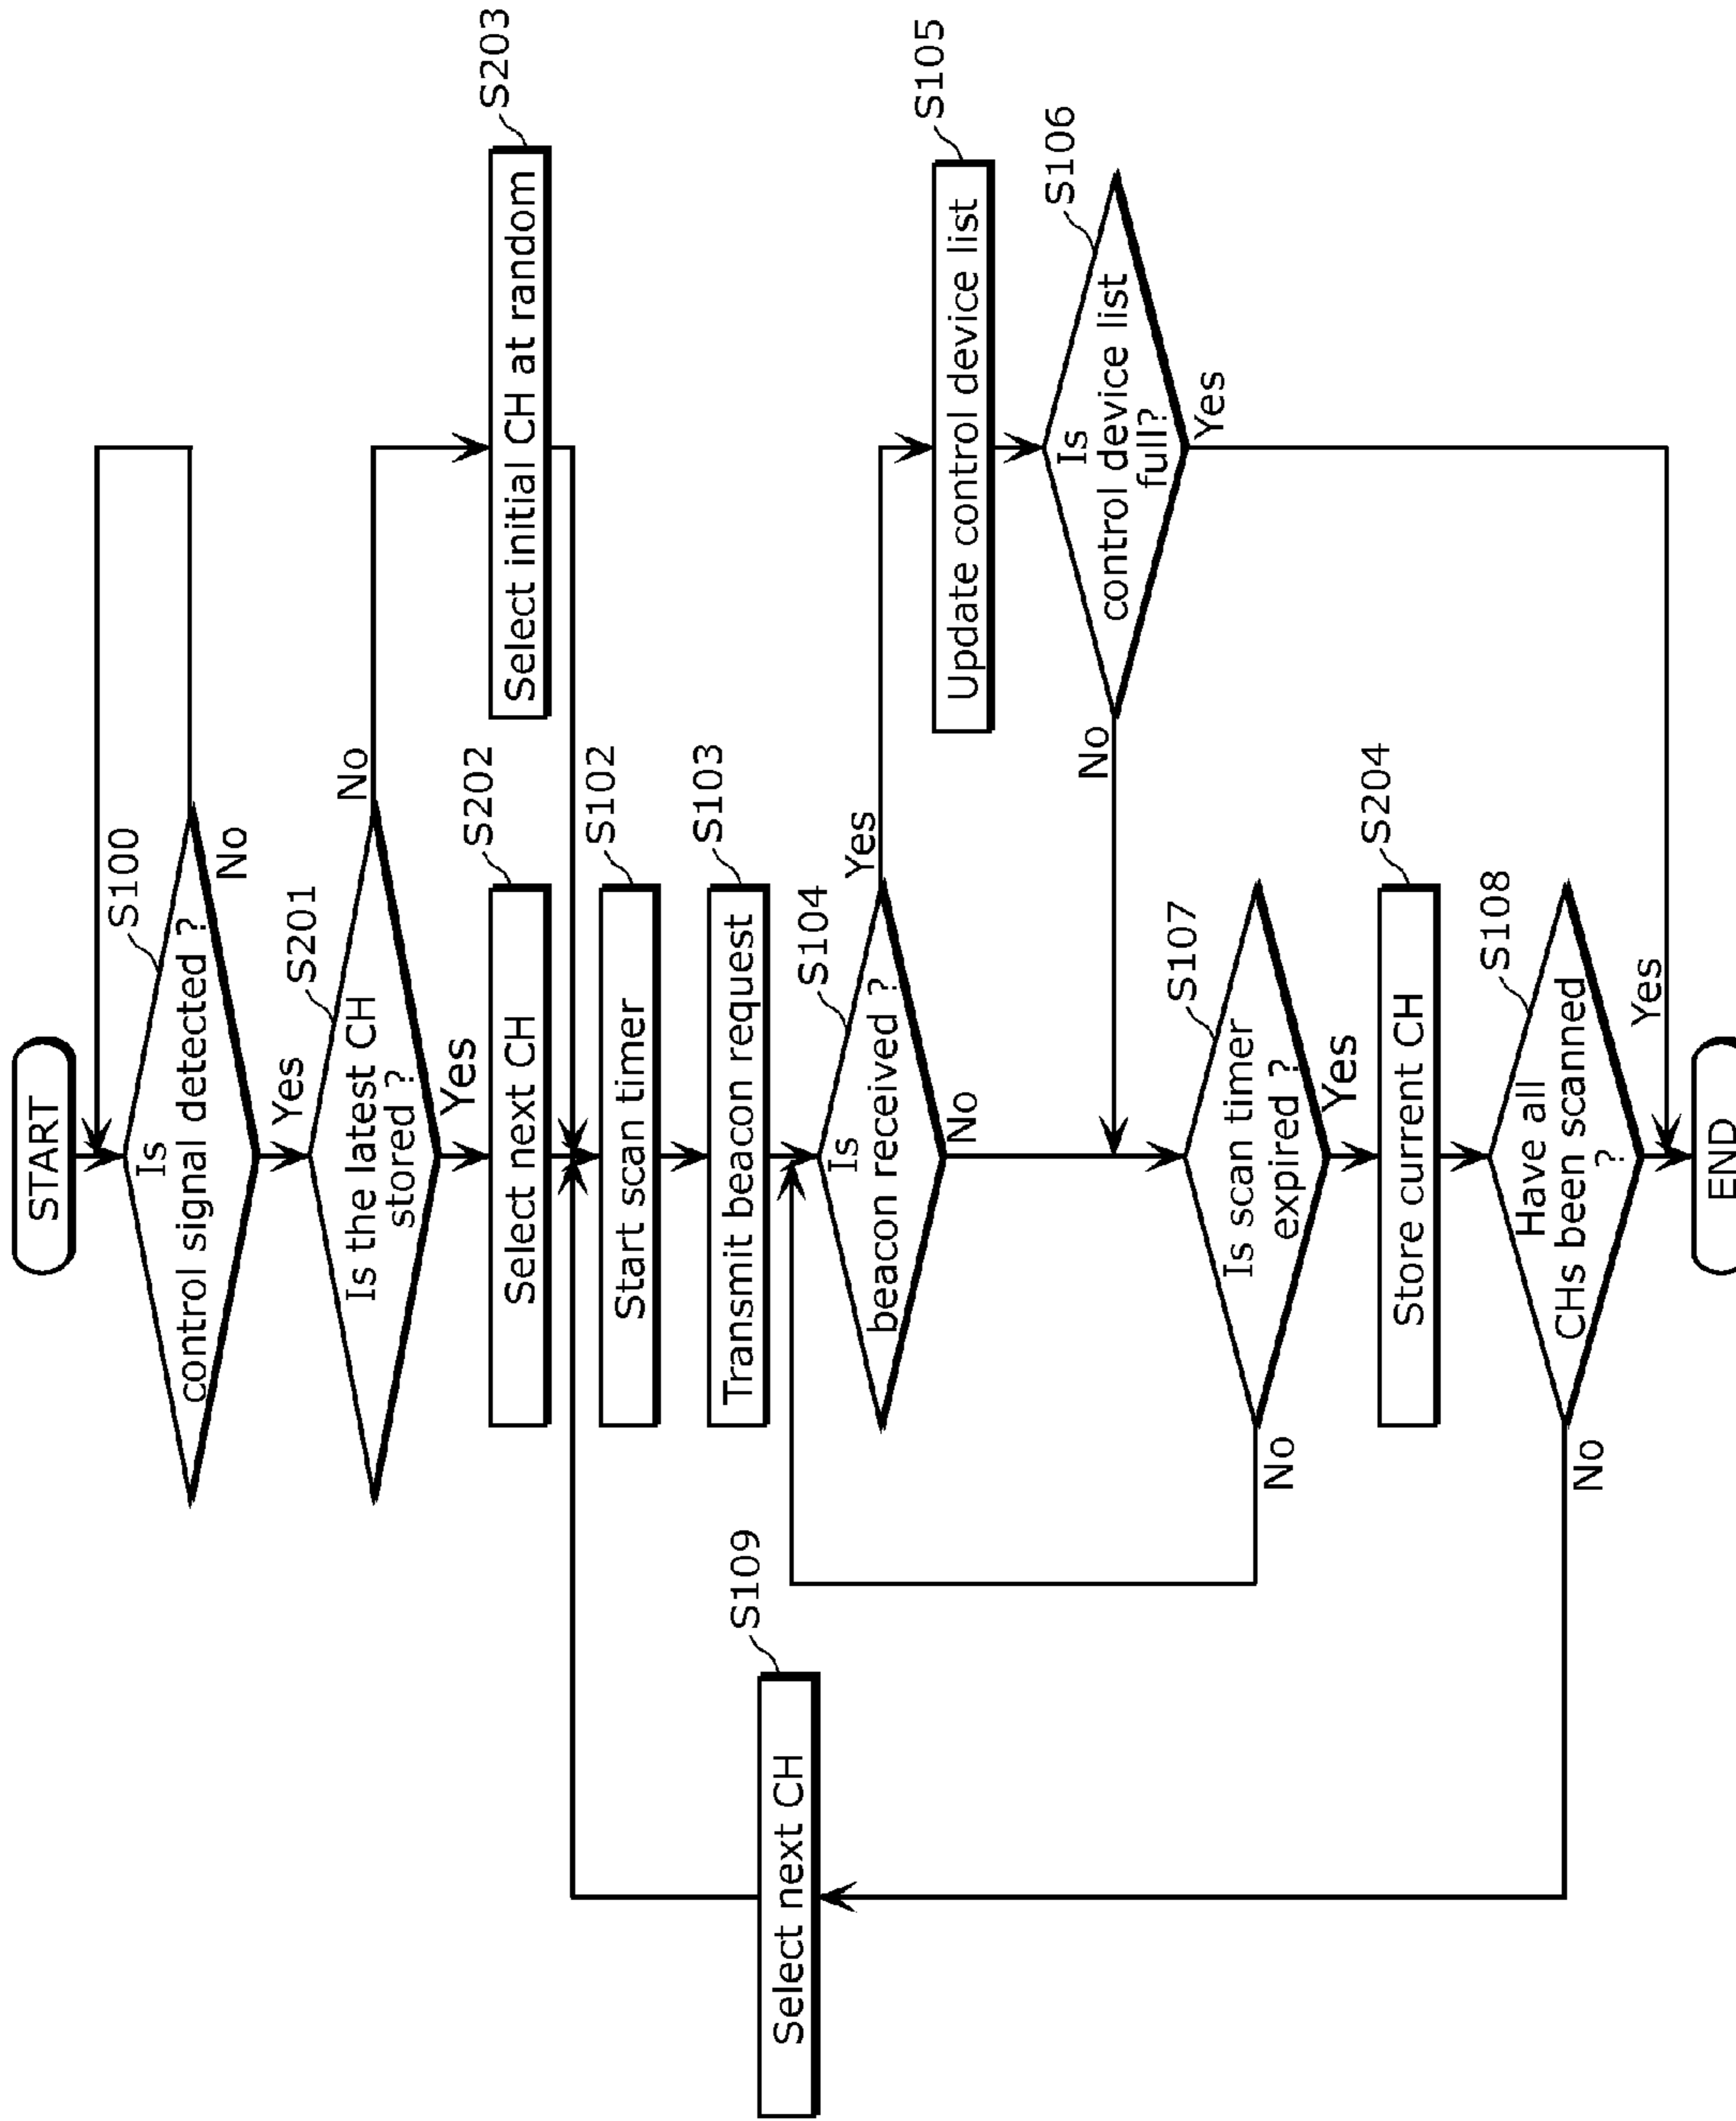 START
S100
Is
control signal detected ?
No
Yes
S201
Is the latest CH
stored ?
No
Yes
S202
Select next CH
S203
Select initial CH at random
S102
Start scan timer
S103
Transmit beacon request
S104
Is
beacon received ?
Yes
No
S105
Update control device list
S106
Is
control device list
full?
No
Yes
S107
Is scan timer
expired ?
No
Yes
S204
Store current CH
S108
Have all
CHs been scanned
?
No
Yes
S109
Select next CH
END